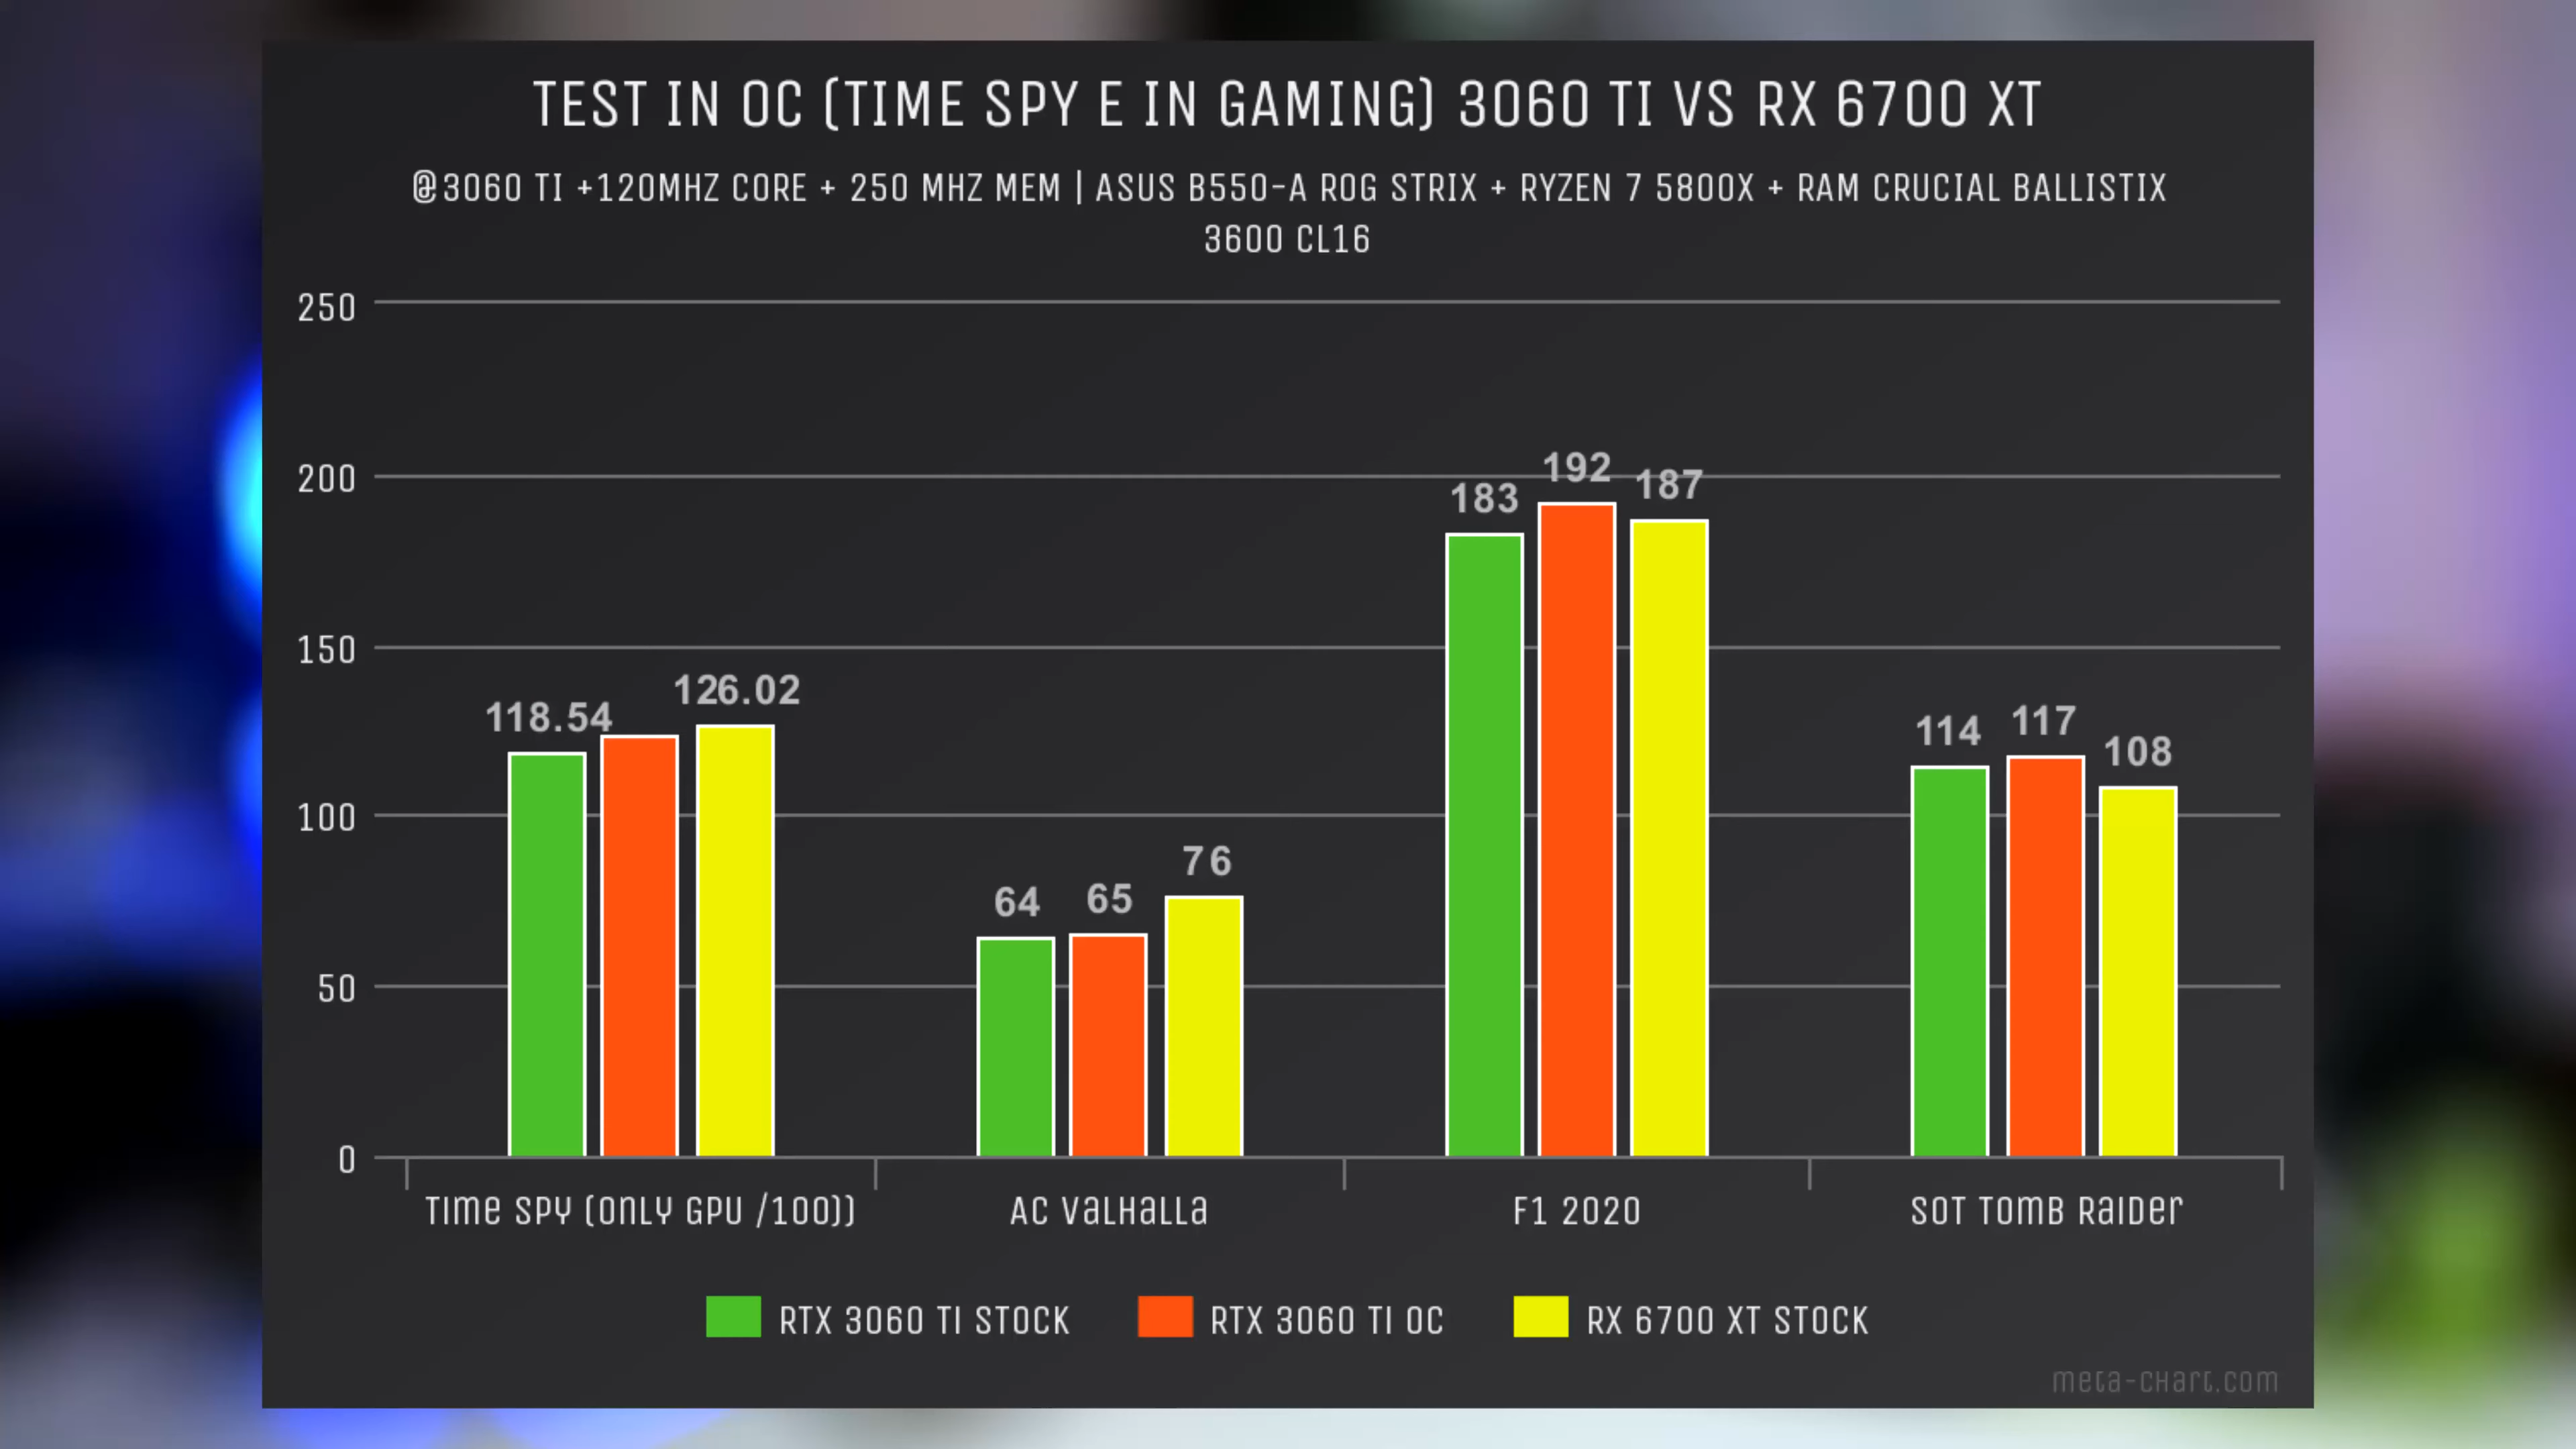 TEST IN OC (TIME SPY E IN GAMING) 3060 TI VS RX 6700 XT
@3060 TI +120MHZ CORE + 250 MHZ MEM | ASUS B550-A ROG STRIX + RYZEN 7 5800X + RAM CRUCIAL BALLISTIX
3600 CL16
250
200
150
100
50
0
118.54
126.02
64
65
76
183
192
187
114
117
108
TIME SPY (ONLY GPU /100))
AC VALHALLA
F1 2020
SOT TOMB RAIDER
RTX 3060 TI STOCK
RTX 3060 TI OC
RX 6700 XT STOCK
meta-chart.com